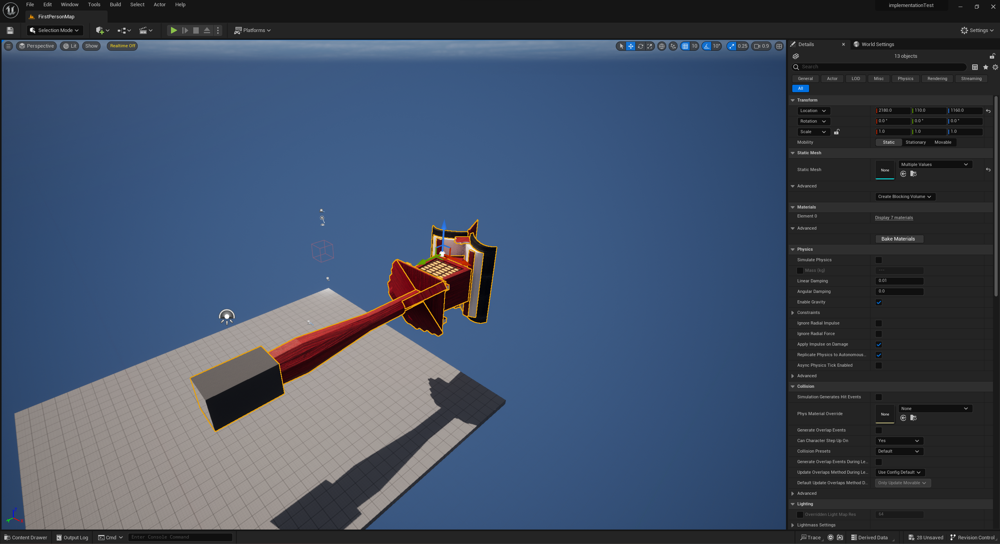 File Edit Window Tools Build Select Actor Help
implementationTest
FirstPersonMap
Selection Mode
Platforms
Settings
Perspective Lit Show Realtime Off
10 10° 0.25 0.9
Details World Settings
13 objects
Search
General Actor LOD Misc Physics Rendering Streaming
All
Transform
Location 2180.0 110.0 1160.0
Rotation 0.0 ° 0.0 ° 0.0 °
Scale 1.0 1.0 1.0
Mobility Static Stationary Movable
Static Mesh
Static Mesh None Multiple Values
Advanced
Create Blocking Volume
Materials
Element 0 Display 7 materials
Advanced
Bake Materials
Physics
Simulate Physics
Mass (kg) ---
Linear Damping 0.01
Angular Damping 0.0
Enable Gravity
Constraints
Ignore Radial Impulse
Ignore Radial Force
Apply Impulse on Damage
Replicate Physics to Autonomous...
Async Physics Tick Enabled
Advanced
Collision
Simulation Generates Hit Events
Phys Material Override None None
Generate Overlap Events
Can Character Step Up On Yes
Collision Presets Default
Generate Overlap Events During Le...
Update Overlaps Method During Le... Use Config Default
Default Update Overlaps Method D... Only Update Movable
Advanced
Lighting
Overridden Light Map Res 64
Lightmass Settings
Z
Y X
Content Drawer Output Log Cmd Enter Console Command
Trace Derived Data 28 Unsaved Revision Control